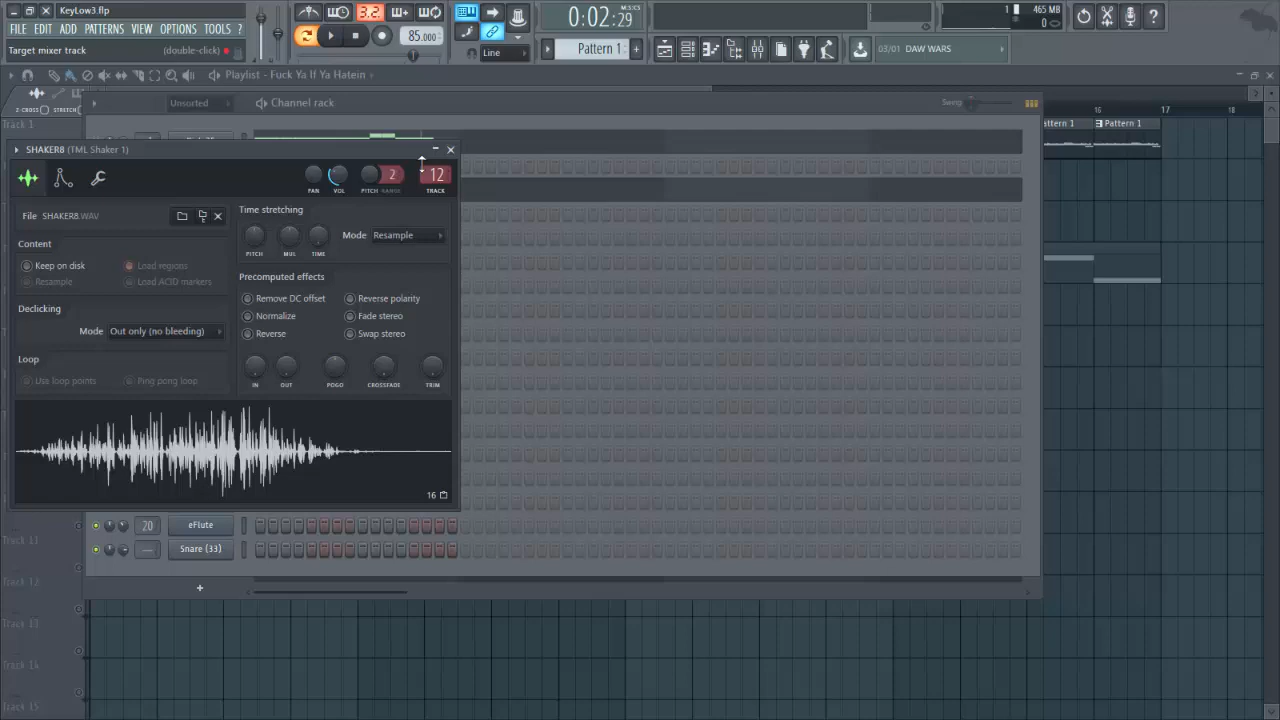 KeyLow3.flp
FILE EDIT ADD PATTERNS VIEW OPTIONS TOOLS ?
Target mixer track (double-click)
3.2
85.000
0:02:29
M:S:CS
Line
Pattern 1
1
465 MB
0
03/01 DAW WARS
Playlist - Fuck Ya If Ya Hatein
Z-CROSS STRETCH
Unsorted
Channel rack
Swing
16 17 18
Track 1
Pattern 1
Pattern 1
SHAKER8 (TML Shaker 1)
2
12
PAN VOL PITCH RANGE TRACK
File SHAKER8.WAV
Time stretching
Mode Resample
PITCH MUL TIME
Content
Keep on disk
Load regions
Resample
Load ACID markers
Precomputed effects
Remove DC offset
Reverse polarity
Normalize
Fade stereo
Reverse
Swap stereo
Declicking
Mode Out only (no bleeding)
Loop
Use loop points
Ping pong loop
IN OUT POGO CROSSFADE TRIM
16
20 eFlute
--- Snare (33)
Track 11
Track 12
Track 13
Track 14
Track 15